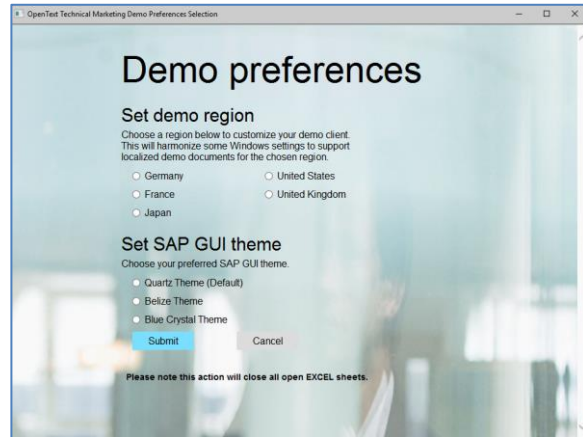 OpenText Technical Marketing Demo Preferences Selection
Demo preferences
Set demo region
Choose a region below to customize your demo client.
This will harmonize some Windows settings to support
localized demo documents for the chosen region.
Germany
United States
France
United Kingdom
Japan
Set SAP GUI theme
Choose your preferred SAP GUI theme.
Quartz Theme (Default)
Belize Theme
Blue Crystal Theme
Submit
Cancel
Please note this action will close all open EXCEL sheets.